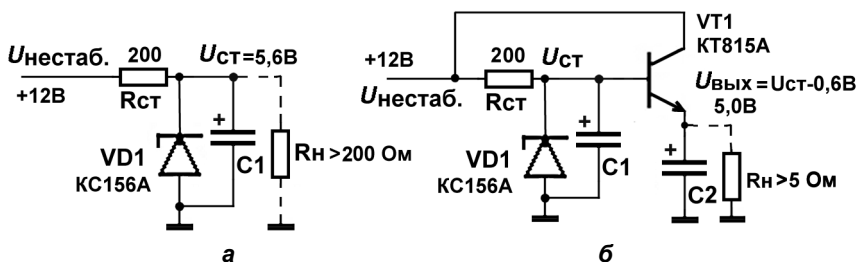 Uнестаб.
+12В
200
Rст
Uст=5,6В
VD1
КС156А
+
C1
Rн>200 Ом
а
+12В
Uнестаб.
200
Rст
Uст
VT1
КТ815А
Uвых=Uст-0,6В
5,0В
VD1
КС156А
+
C1
+
C2
Rн>5 Ом
б